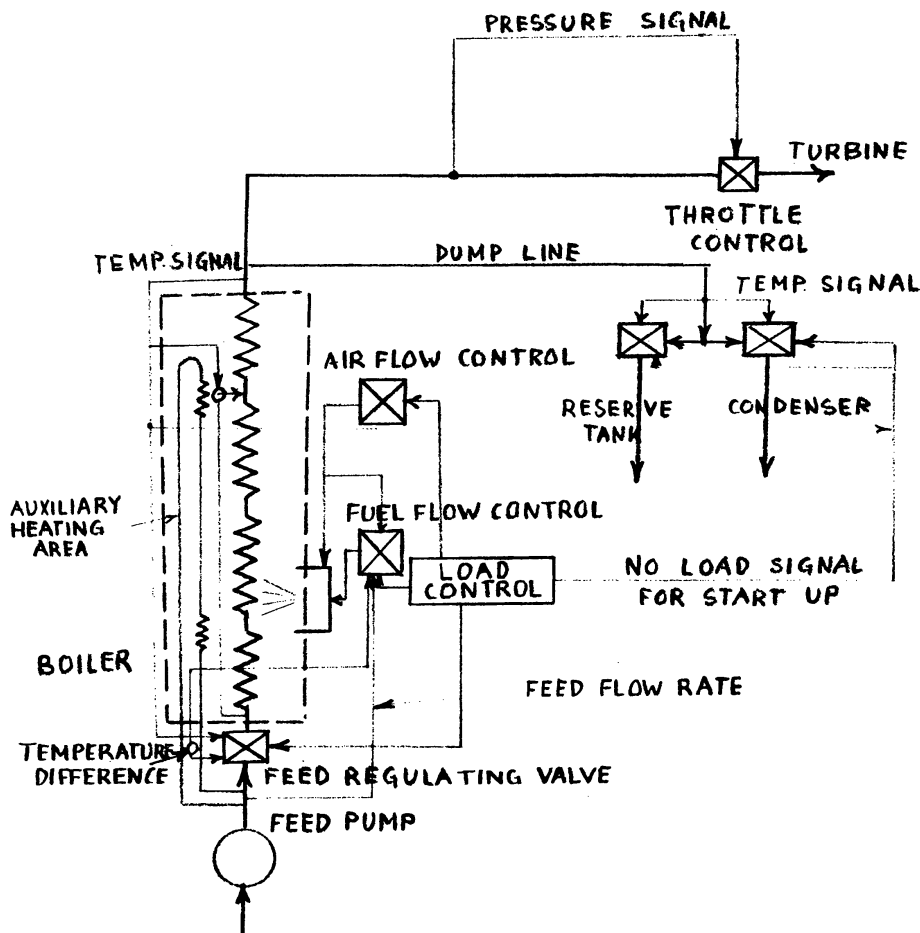 PRESSURE SIGNAL
TURBINE
THROTTLE
CONTROL
TEMP. SIGNAL
DUMP LINE
TEMP. SIGNAL
AIR FLOW CONTROL
RESERVE
TANK
CONDENSER
AUXILIARY
HEATING
AREA
FUEL FLOW CONTROL
LOAD
CONTROL
NO LOAD SIGNAL
FOR START UP
BOILER
FEED FLOW RATE
TEMPERATURE
DIFFERENCE
FEED REGULATING VALVE
FEED PUMP